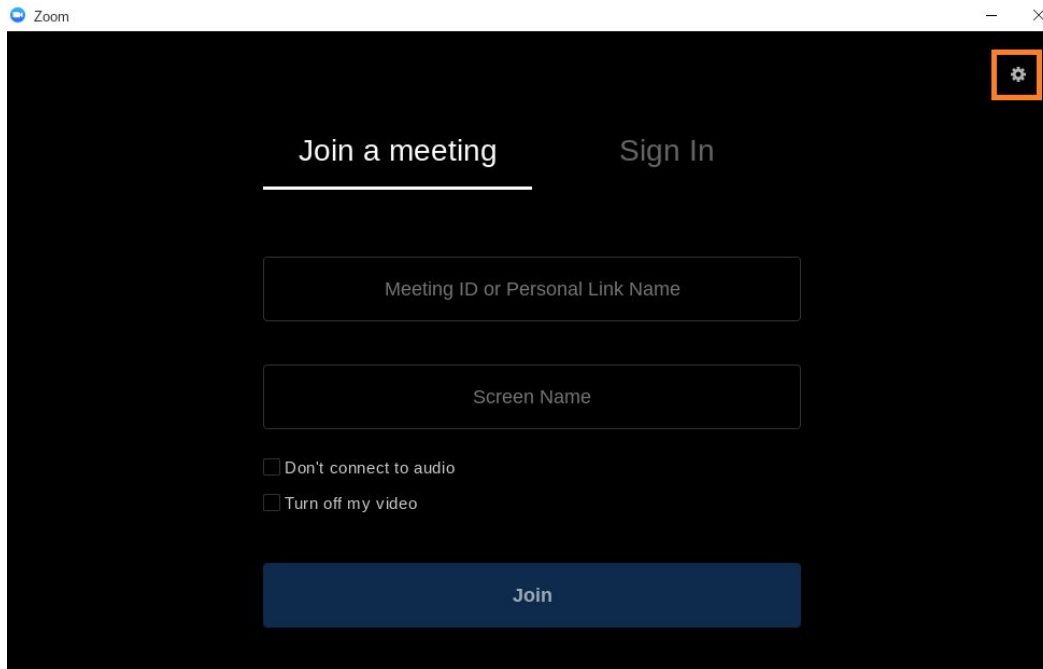 Zoom
Join a meeting Sign In
Meeting ID or Personal Link Name
Screen Name
Don't connect to audio
Turn off my video
Join